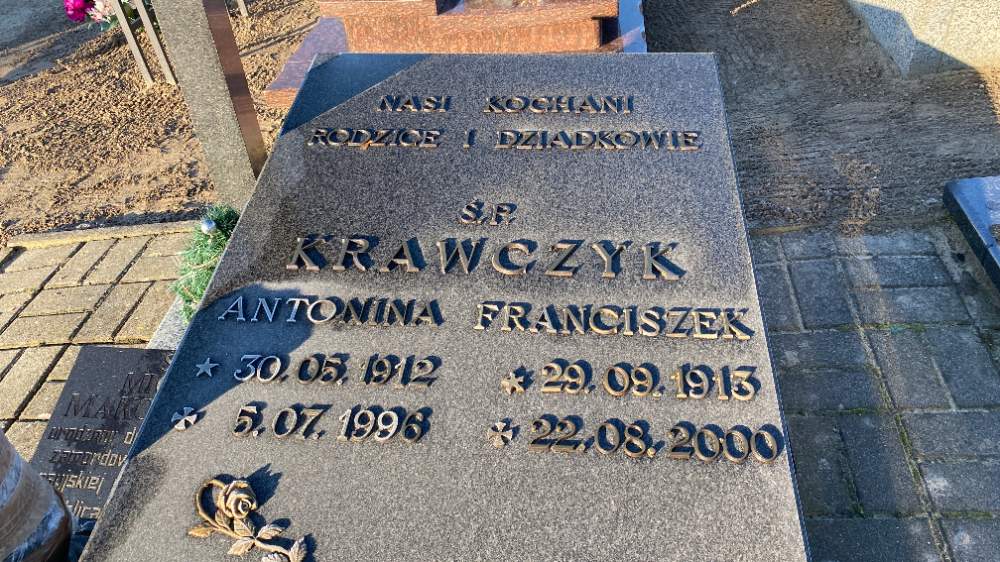 NASI KOCHANI
RODZICE I DZIADKOWIE
Ś.P.
KRAWCZYK
ANTONINA FRANCISZEK
30.05.1912 29.09.1913
5.07.1996 22.08.2000
urodzony